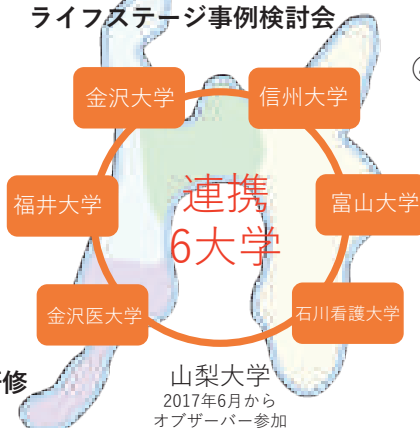 ライフステージ事例検討会
金沢大学
信州大学
福井大学
連携
6大学
富山大学
金沢医大学
石川看護大学
修
山梨大学
2017年6月から
オブザーバー参加